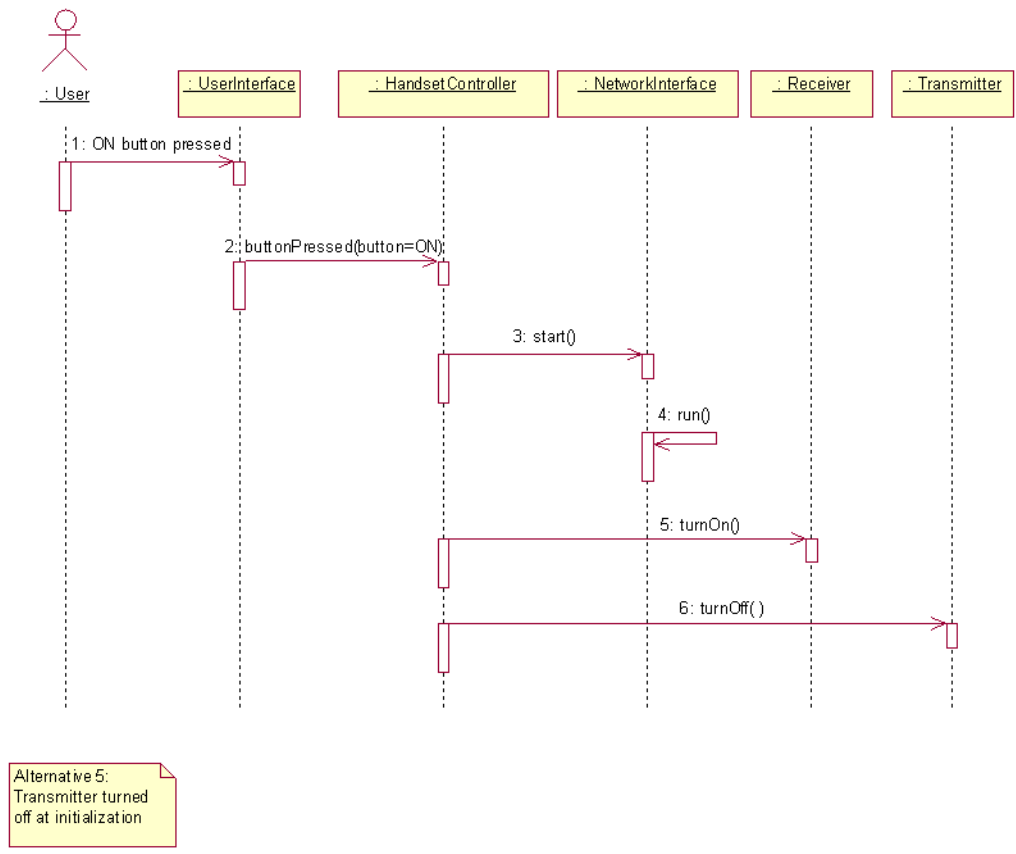 : User
: UserInterface
: HandsetController
: NetworkInterface
: Receiver
: Transmitter
1: ON button pressed
2: buttonPressed(button=ON)
3: start()
4: run()
5: turnOn()
6: turnOff( )
Alternative 5:
Transmitter turned
off at initialization